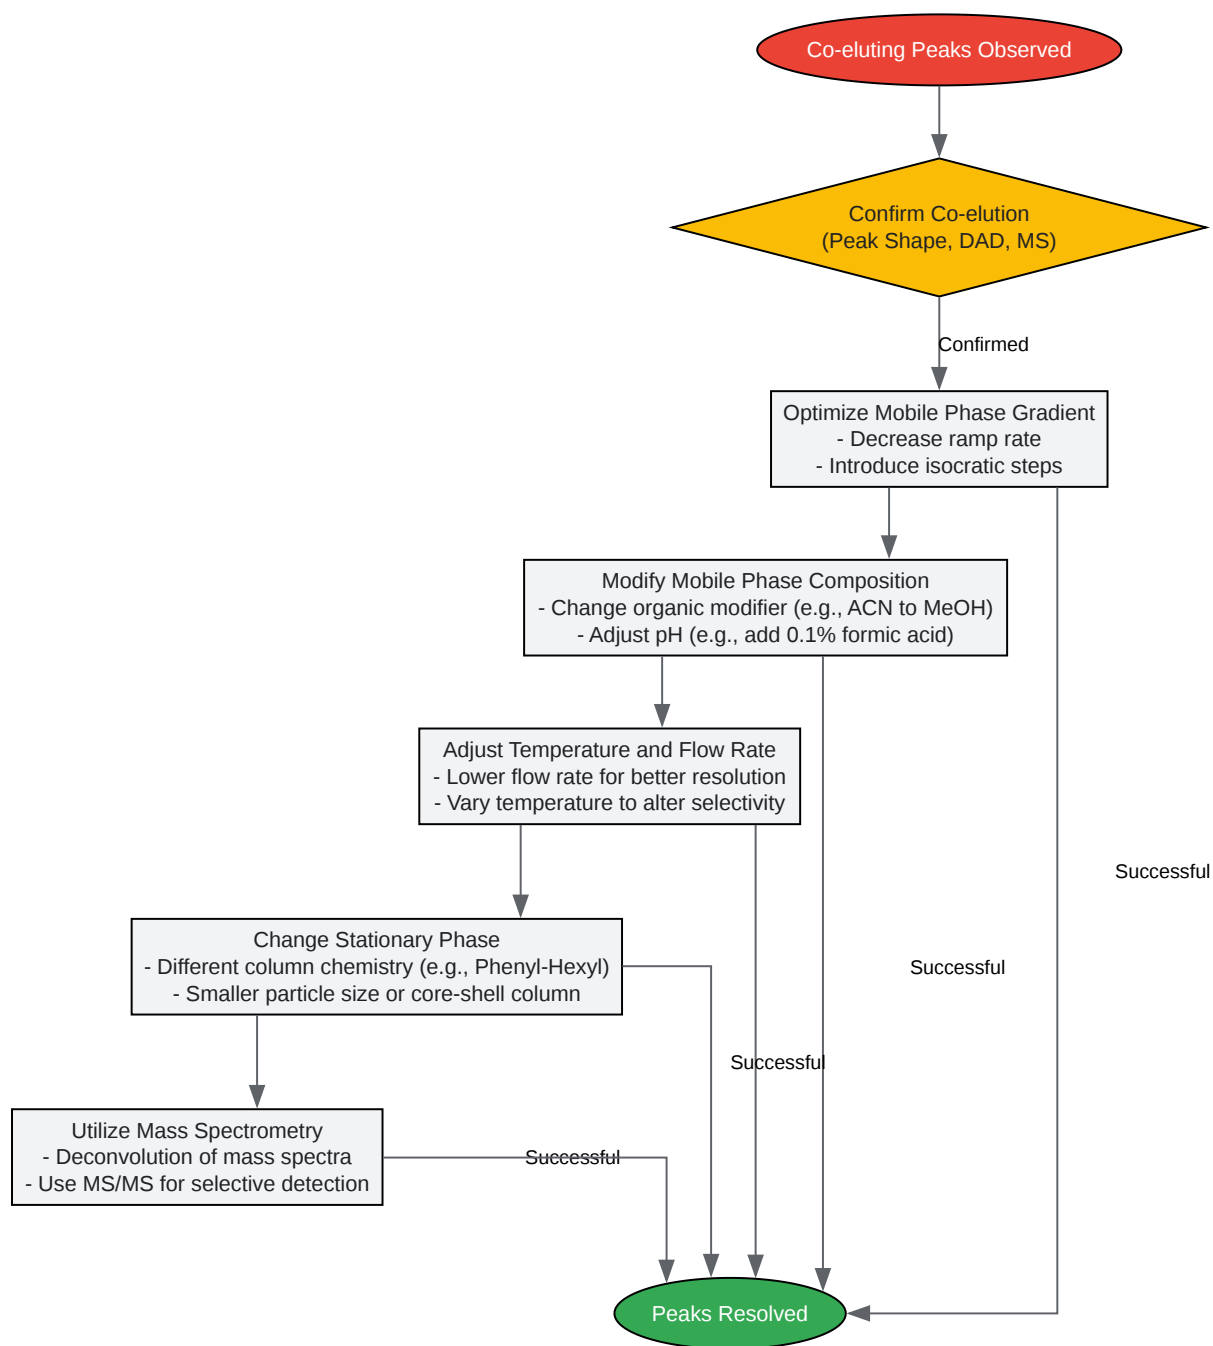 Co-eluting Peaks Observed
Confirm Co-elution
(Peak Shape, DAD, MS)
Confirmed
Optimize Mobile Phase Gradient
- Decrease ramp rate
- Introduce isocratic steps
Modify Mobile Phase Composition
- Change organic modifier (e.g., ACN to MeOH)
- Adjust pH (e.g., add 0.1% formic acid)
Adjust Temperature and Flow Rate
- Lower flow rate for better resolution
- Vary temperature to alter selectivity
Successful
Change Stationary Phase
- Different column chemistry (e.g., Phenyl-Hexyl)
- Smaller particle size or core-shell column
Successful
Successful
Utilize Mass Spectrometry
- Deconvolution of mass spectra
- Use MS/MS for selective detection
Successful
Peaks Resolved